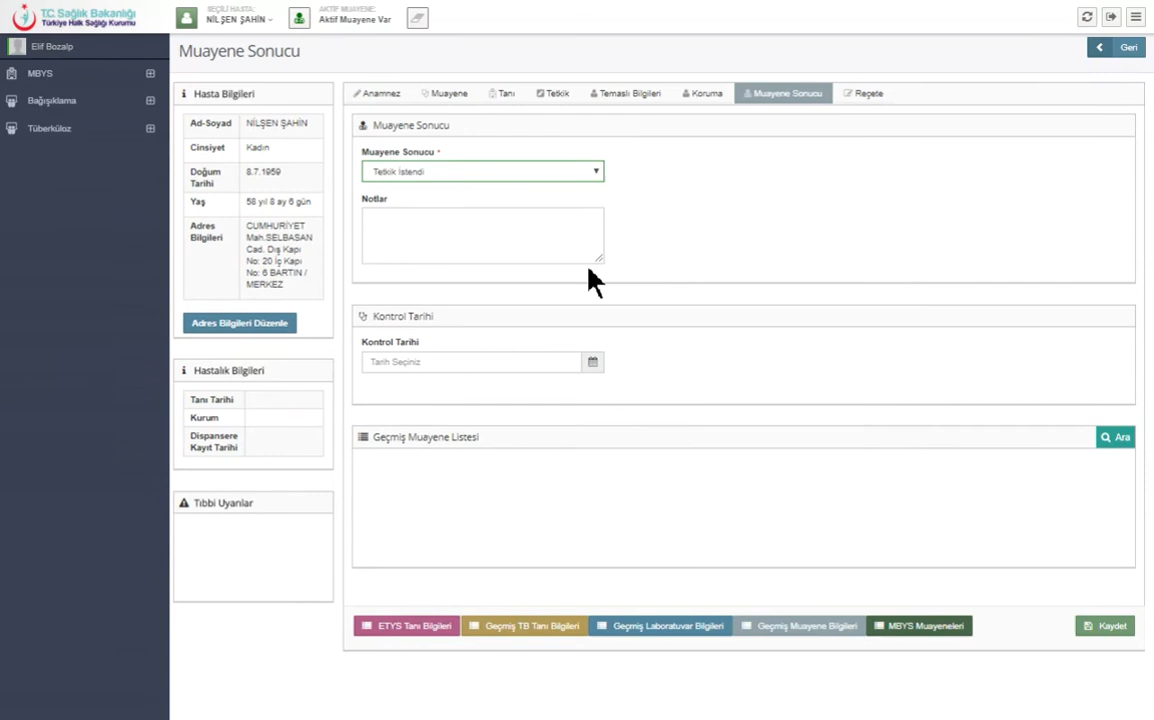 T.C. Sağlık Bakanlığı
Türkiye Halk Sağlığı Kurumu
SEÇİLİ HASTA:
NİLŞEN ŞAHİN
AKTİF MUAYENE:
Aktif Muayene Var
Elif Bozalp
MBYS
Bağışıklama
Tüberküloz
Muayene Sonucu
Geri
Hasta Bilgileri
Ad-Soyad NİLŞEN ŞAHİN
Cinsiyet Kadın
Doğum Tarihi 8.7.1959
Yaş 58 yıl 8 ay 6 gün
Adres Bilgileri
CUMHURİYET
Mah.SELBASAN
Cad. Dış Kapı
No: 20 İç Kapı
No: 6 BARTIN /
MERKEZ
Adres Bilgileri Düzenle
Hastalık Bilgileri
Tanı Tarihi
Kurum
Dispansere
Kayıt Tarihi
Tıbbi Uyarılar
Anamnez Muayene Tanı Tetkik Temaslı Bilgileri Koruma Muayene Sonucu Reçete
Muayene Sonucu
Muayene Sonucu *
Tetkik İstendi
Notlar
Kontrol Tarihi
Kontrol Tarihi
Tarih Seçiniz
Geçmiş Muayene Listesi
Ara
ETYS Tanı Bilgileri Geçmiş TB Tanı Bilgileri Geçmiş Laboratuvar Bilgileri Geçmiş Muayene Bilgileri MBYS Muayeneleri
Kaydet